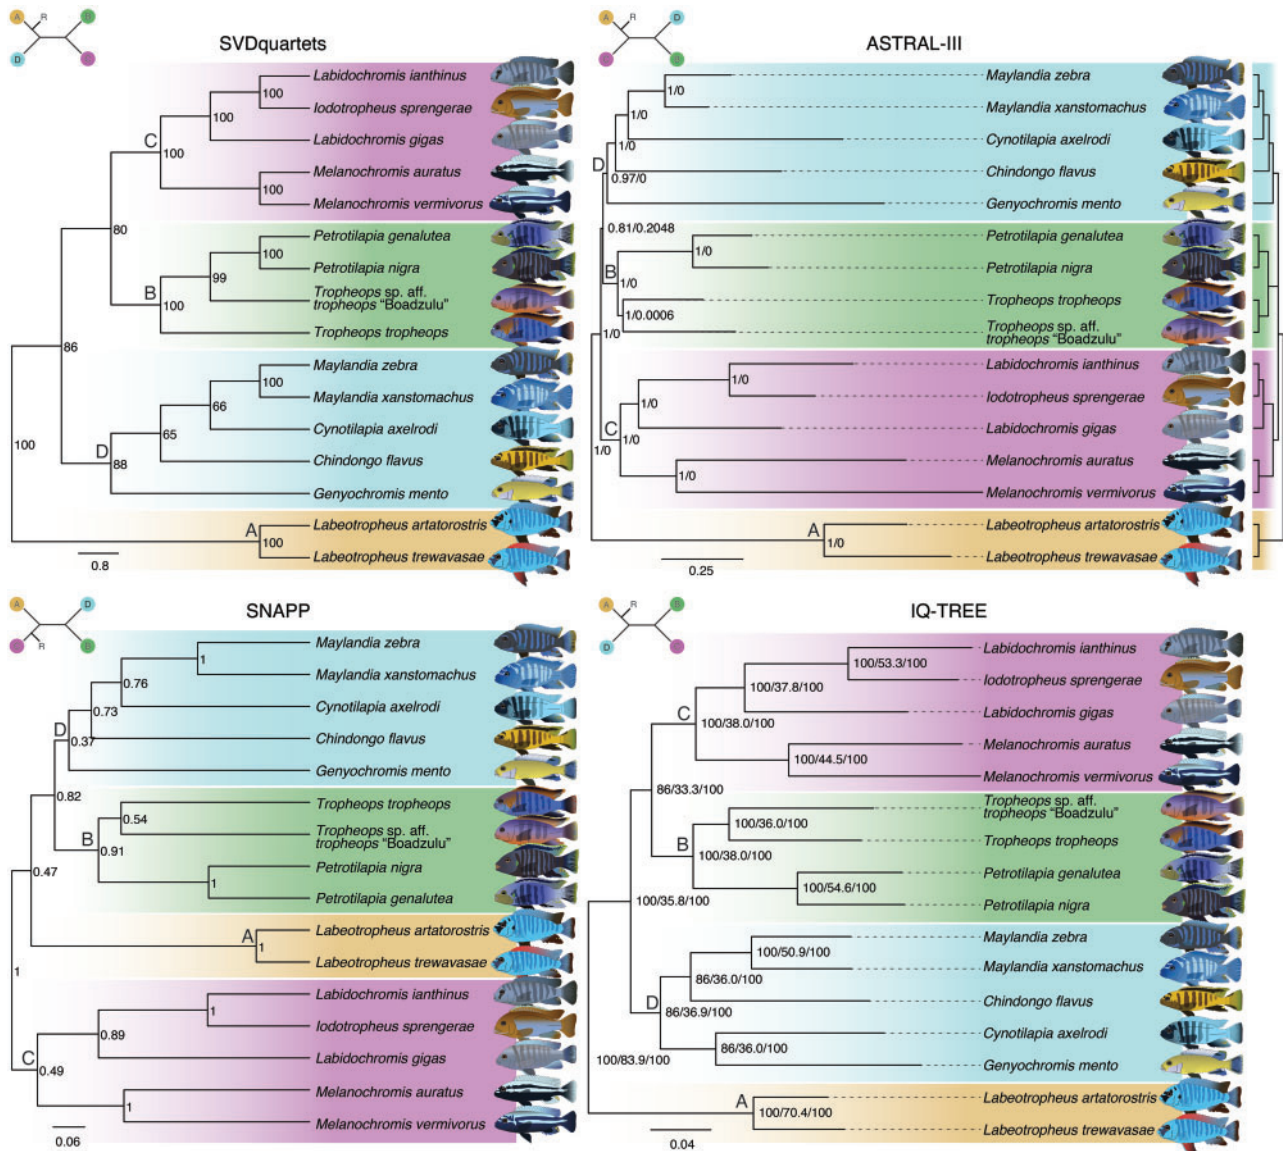 A
R
B
D
SVDquartets
Labidochromis ianthinus
Iodotropheus sprengerae
Labidochromis gigas
Melanochromis auratus
Melanochromis vermivorus
Petrotilapia genalutea
Petrotilapia nigra
Tropheops sp. aff.
tropheops "Boadzulu"
Tropheops tropheops
Maylandia zebra
Maylandia xanstomachus
Cynotilapia axelrodi
Chindongo flavus
Genyochromis mento
Labeotropheus artatorostris
Labeotropheus trewavasae
100
100
C
100
100
80
100
99
B
100
86
100
66
65
D
88
100
A
100
0.8
A
R
D
B
ASTRAL-III
Maylandia zebra
Maylandia xanstomachus
Cynotilapia axelrodi
Chindongo flavus
Genyochromis mento
Petrotilapia genalutea
Petrotilapia nigra
Tropheops tropheops
Tropheops sp. aff.
tropheops "Boadzulu"
Labidochromis ianthinus
Iodotropheus sprengerae
Labidochromis gigas
Melanochromis auratus
Melanochromis vermivorus
Labeotropheus artatorostris
Labeotropheus trewavasae
1/0
1/0
1/0
D
0.97/0
0.81/0.2048
1/0
B
1/0
1/0.0006
1/0
1/0
1/0
C
1/0
1/0
1/0
A
1/0
0.25
A
D
R
B
SNAPP
Maylandia zebra
Maylandia xanstomachus
Cynotilapia axelrodi
Chindongo flavus
Genyochromis mento
Tropheops tropheops
Tropheops sp. aff.
tropheops "Boadzulu"
Petrotilapia nigra
Petrotilapia genalutea
Labeotropheus artatorostris
Labeotropheus trewavasae
Labidochromis ianthinus
Iodotropheus sprengerae
Labidochromis gigas
Melanochromis auratus
Melanochromis vermivorus
1
0.76
0.73
D
0.37
0.82
0.54
B
0.91
1
0.47
A
1
1
1
0.89
C
0.49
1
0.06
A
R
B
D
IQ-TREE
Labidochromis ianthinus
Iodotropheus sprengerae
Labidochromis gigas
Melanochromis auratus
Melanochromis vermivorus
Tropheops sp. aff.
tropheops "Boadzulu"
Tropheops tropheops
Petrotilapia genalutea
Petrotilapia nigra
Maylandia zebra
Maylandia xanstomachus
Chindongo flavus
Cynotilapia axelrodi
Genyochromis mento
Labeotropheus artatorostris
Labeotropheus trewavasae
100/53.3/100
100/37.8/100
C
100/38.0/100
100/44.5/100
86/33.3/100
100/36.0/100
B
100/38.0/100
100/54.6/100
100/35.8/100
100/50.9/100
86/36.0/100
D
86/36.9/100
86/36.0/100
100/83.9/100
A
100/70.4/100
0.04